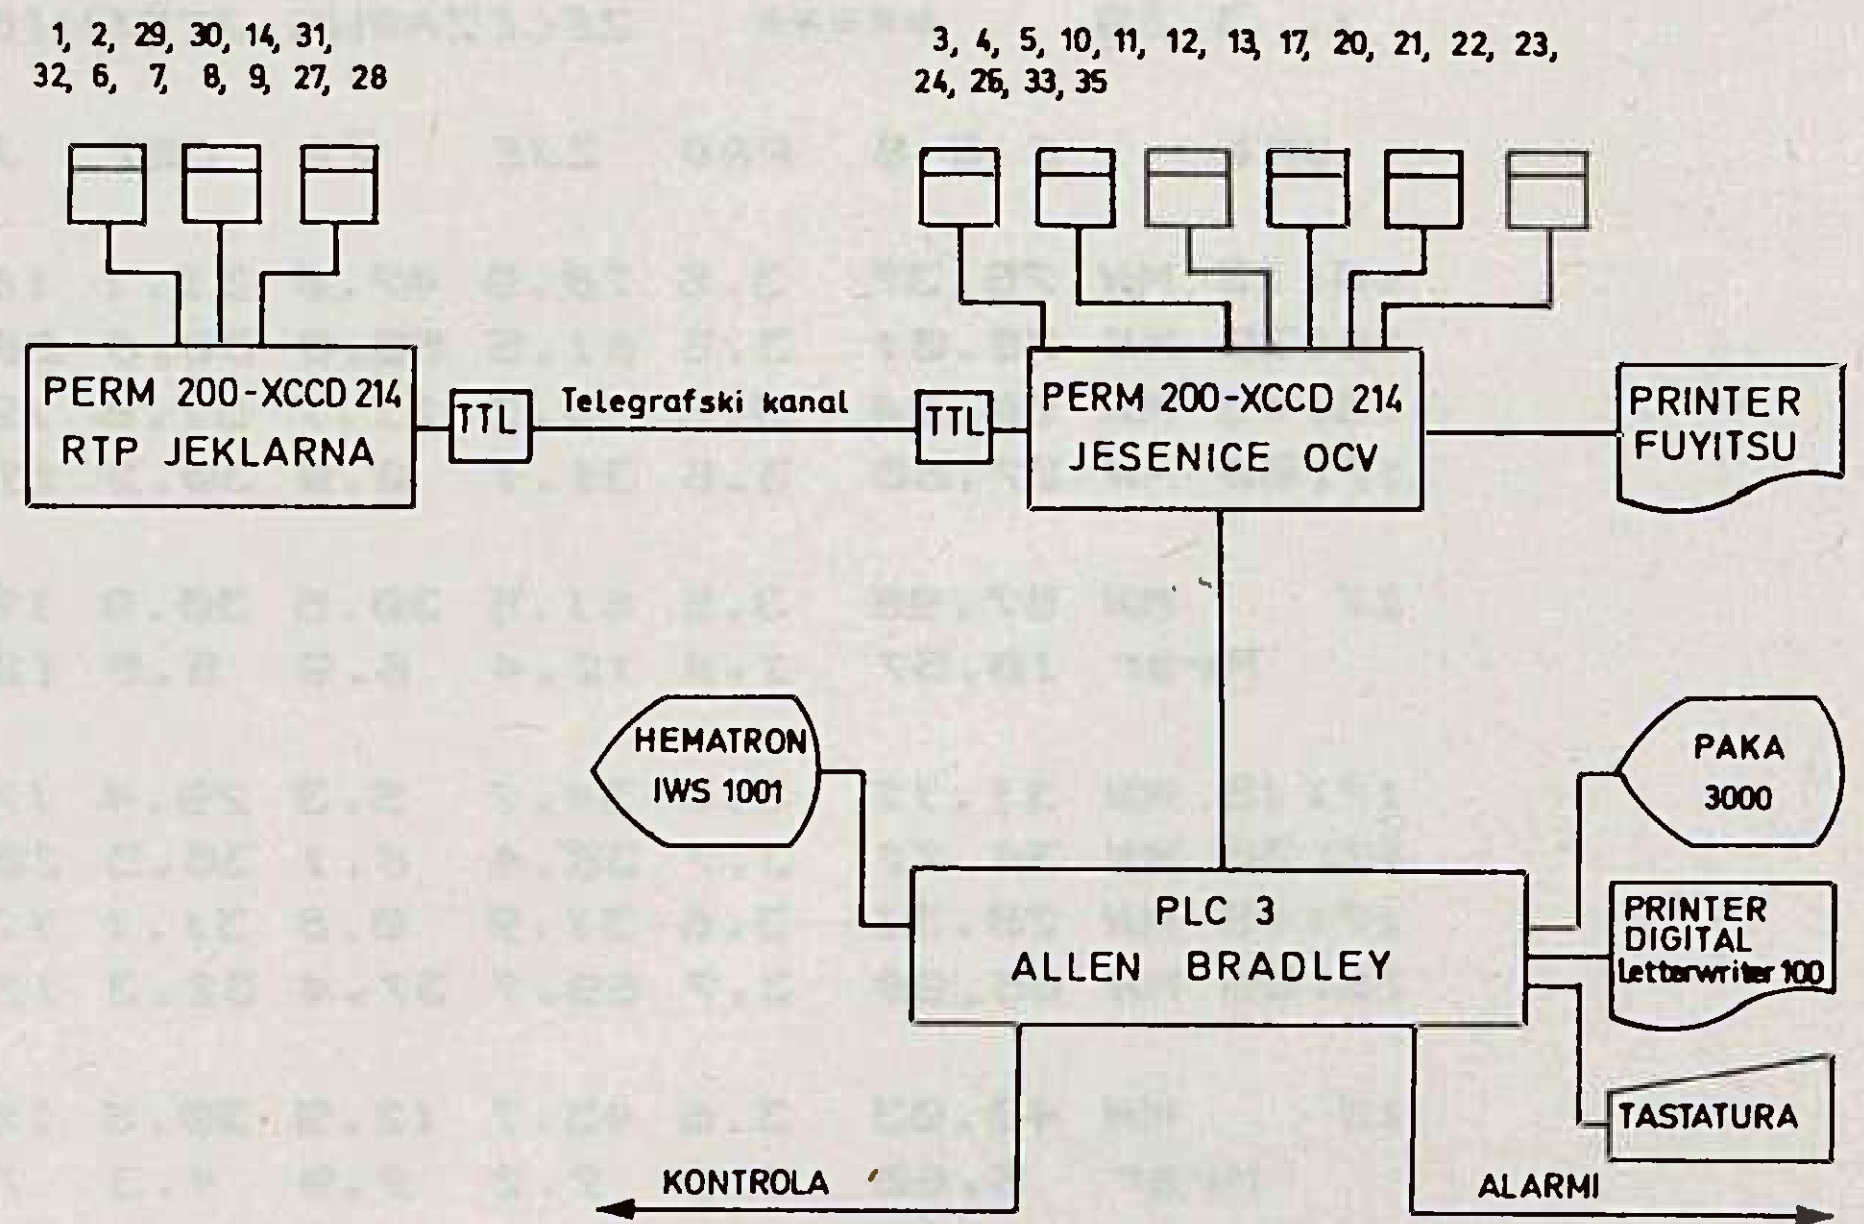 1, 2, 29, 30, 14, 31,
32, 6, 7, 8, 9, 27, 28
3, 4, 5, 10, 11, 12, 13, 17, 20, 21, 22, 23,
24, 26, 33, 35
PERM 200-XCCD 214
RTP JEKLARNA
TTL
Telegrafski kanal
TTL
PERM 200-XCCD 214
JESENICE OCV
PRINTER
FUYITSU
HEMATRON
IWS 1001
PAKA
3000
PLC 3
ALLEN BRADLEY
PRINTER
DIGITAL
Letterwriter 100
TASTATURA
KONTROLA
ALARMI